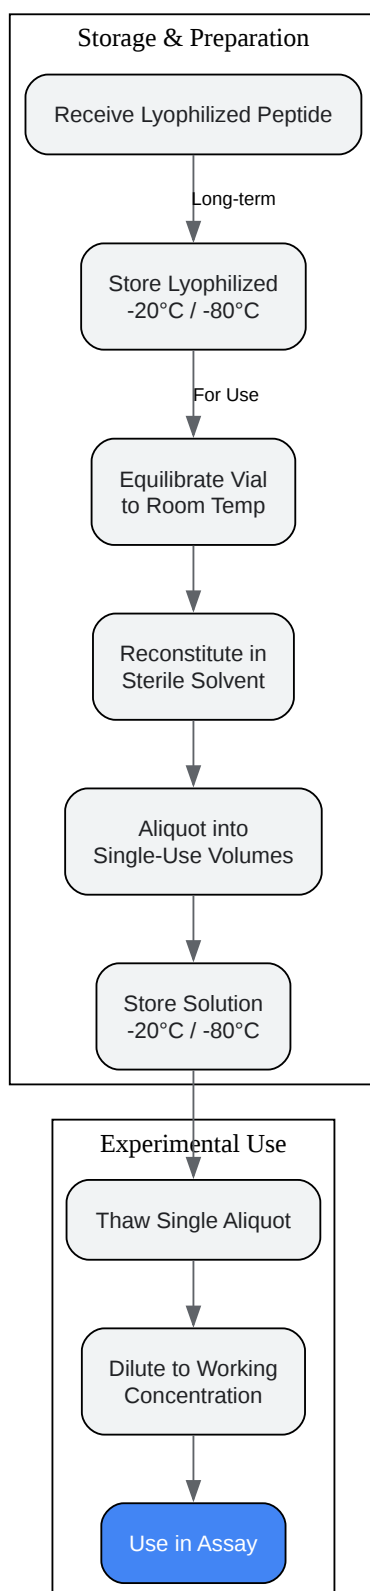 Storage & Preparation
Receive Lyophilized Peptide
Long-term
Store Lyophilized
-20°C / -80°C
For Use
Equilibrate Vial
to Room Temp
Reconstitute in
Sterile Solvent
Aliquot into
Single-Use Volumes
Store Solution
-20°C / -80°C
Experimental Use
Thaw Single Aliquot
Dilute to Working
Concentration
Use in Assay